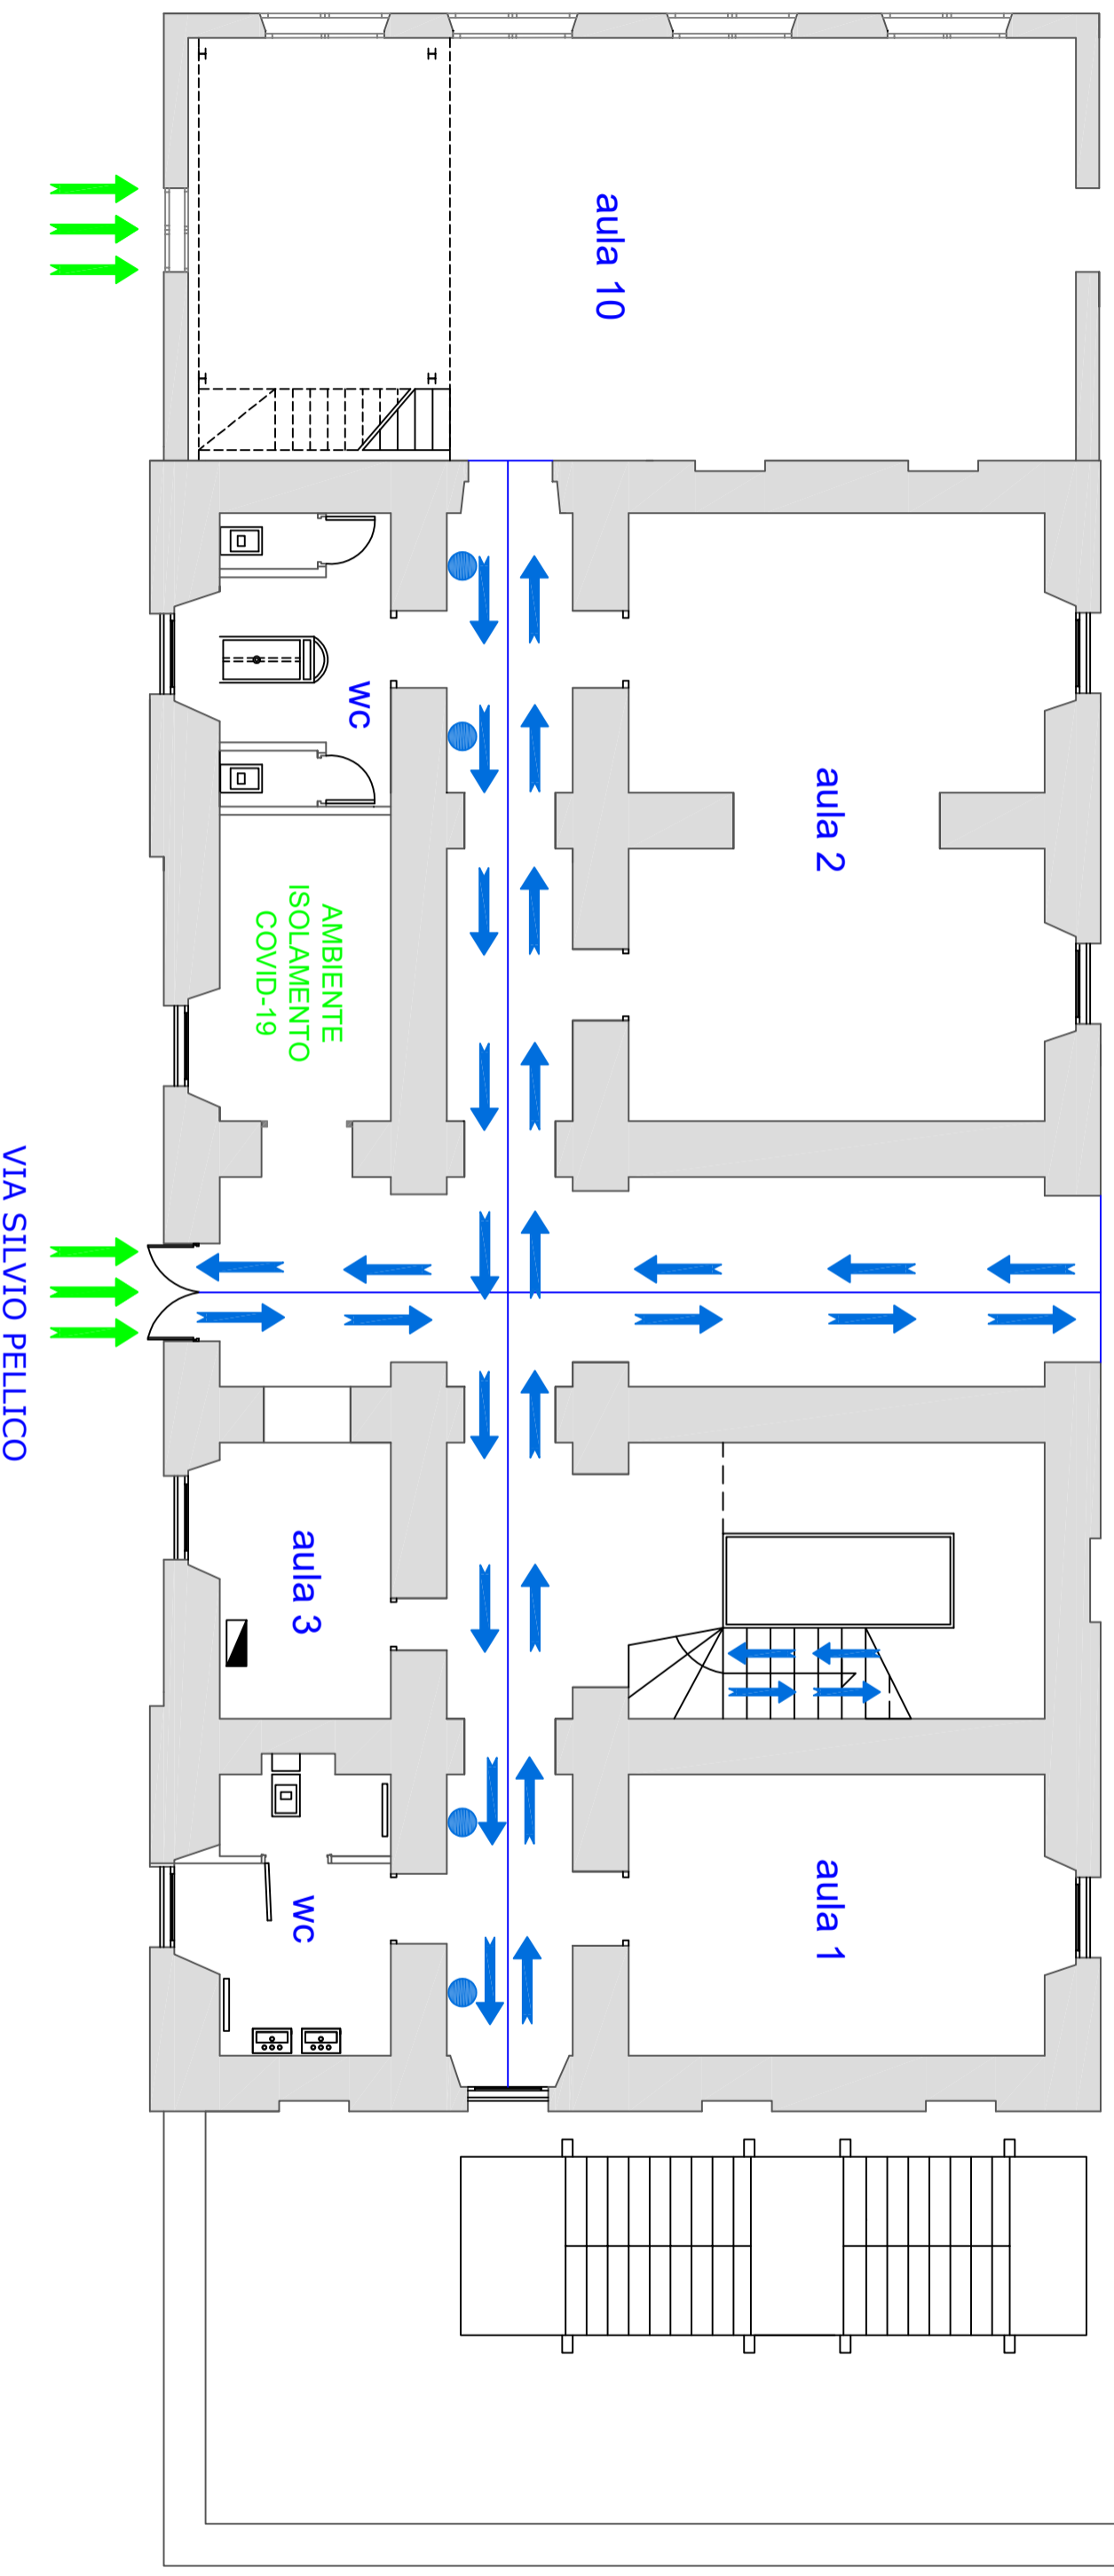 aula 10
aula 2
wc
AMBIENTE
ISOLAMENTO
COVID-19
VIA SILVIO PELLICO
aula 3
aula 1
wc